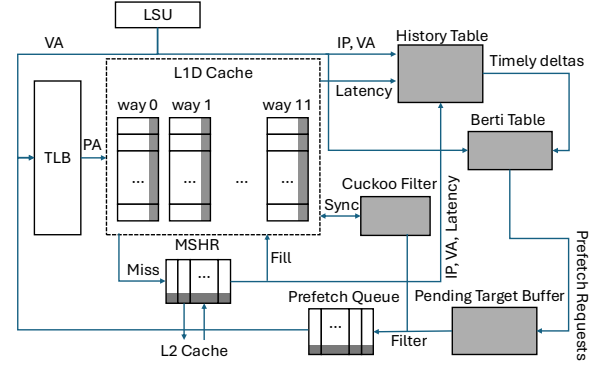 LSU
VA
IP, VA
History Table
Timely deltas
L1D Cache
Latency
way 0
way 1
way 11
Berti Table
TLB
PA
...
...
...
...
Cuckoo Filter
Sync
MSHR
Miss
...
Fill
IP, VA, Latency
Prefetch Requests
Prefetch Queue
Pending Target Buffer
...
Filter
L2 Cache